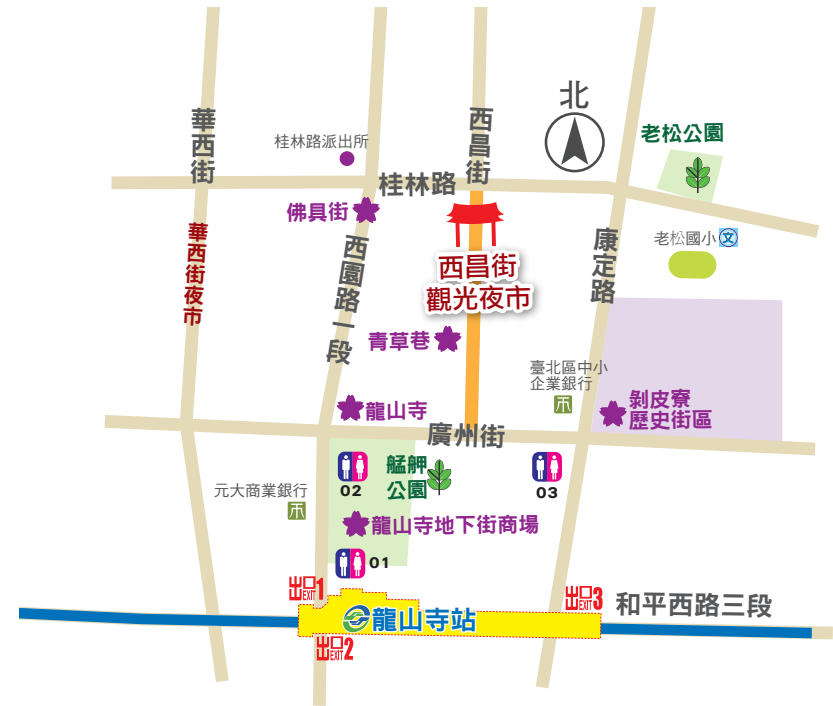 北
老松公園
華西街
西昌街
桂林路派出所
桂林路
佛具街
老松國小
文
華西街夜市
西園路一段
康定路
西昌街
觀光夜市
青草巷
臺北區中小
企業銀行
剝皮寮
歷史街區
龍山寺
廣州街
艋舺
公園
02
03
元大商業銀行
龍山寺地下街商場
01
出口1
EXIT
出口3
EXIT
和平西路三段
龍山寺站
出口2
EXIT